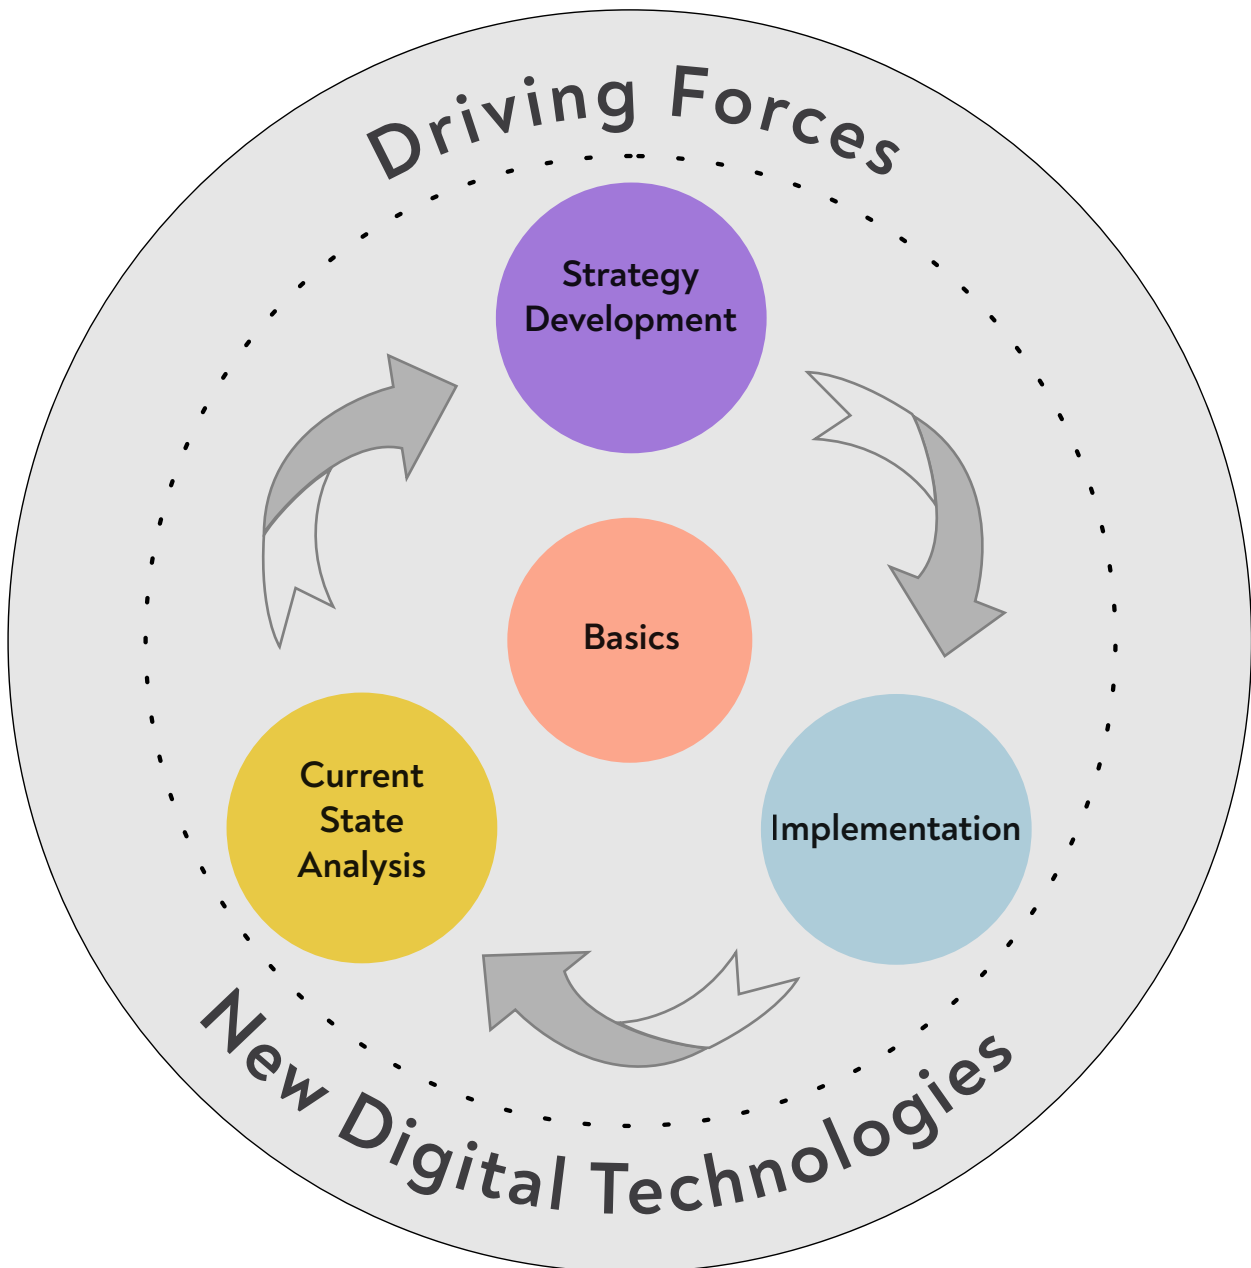 Driving Forces
Strategy
Development
Basics
Current
State
Analysis
Implementation
New Digital Technologies